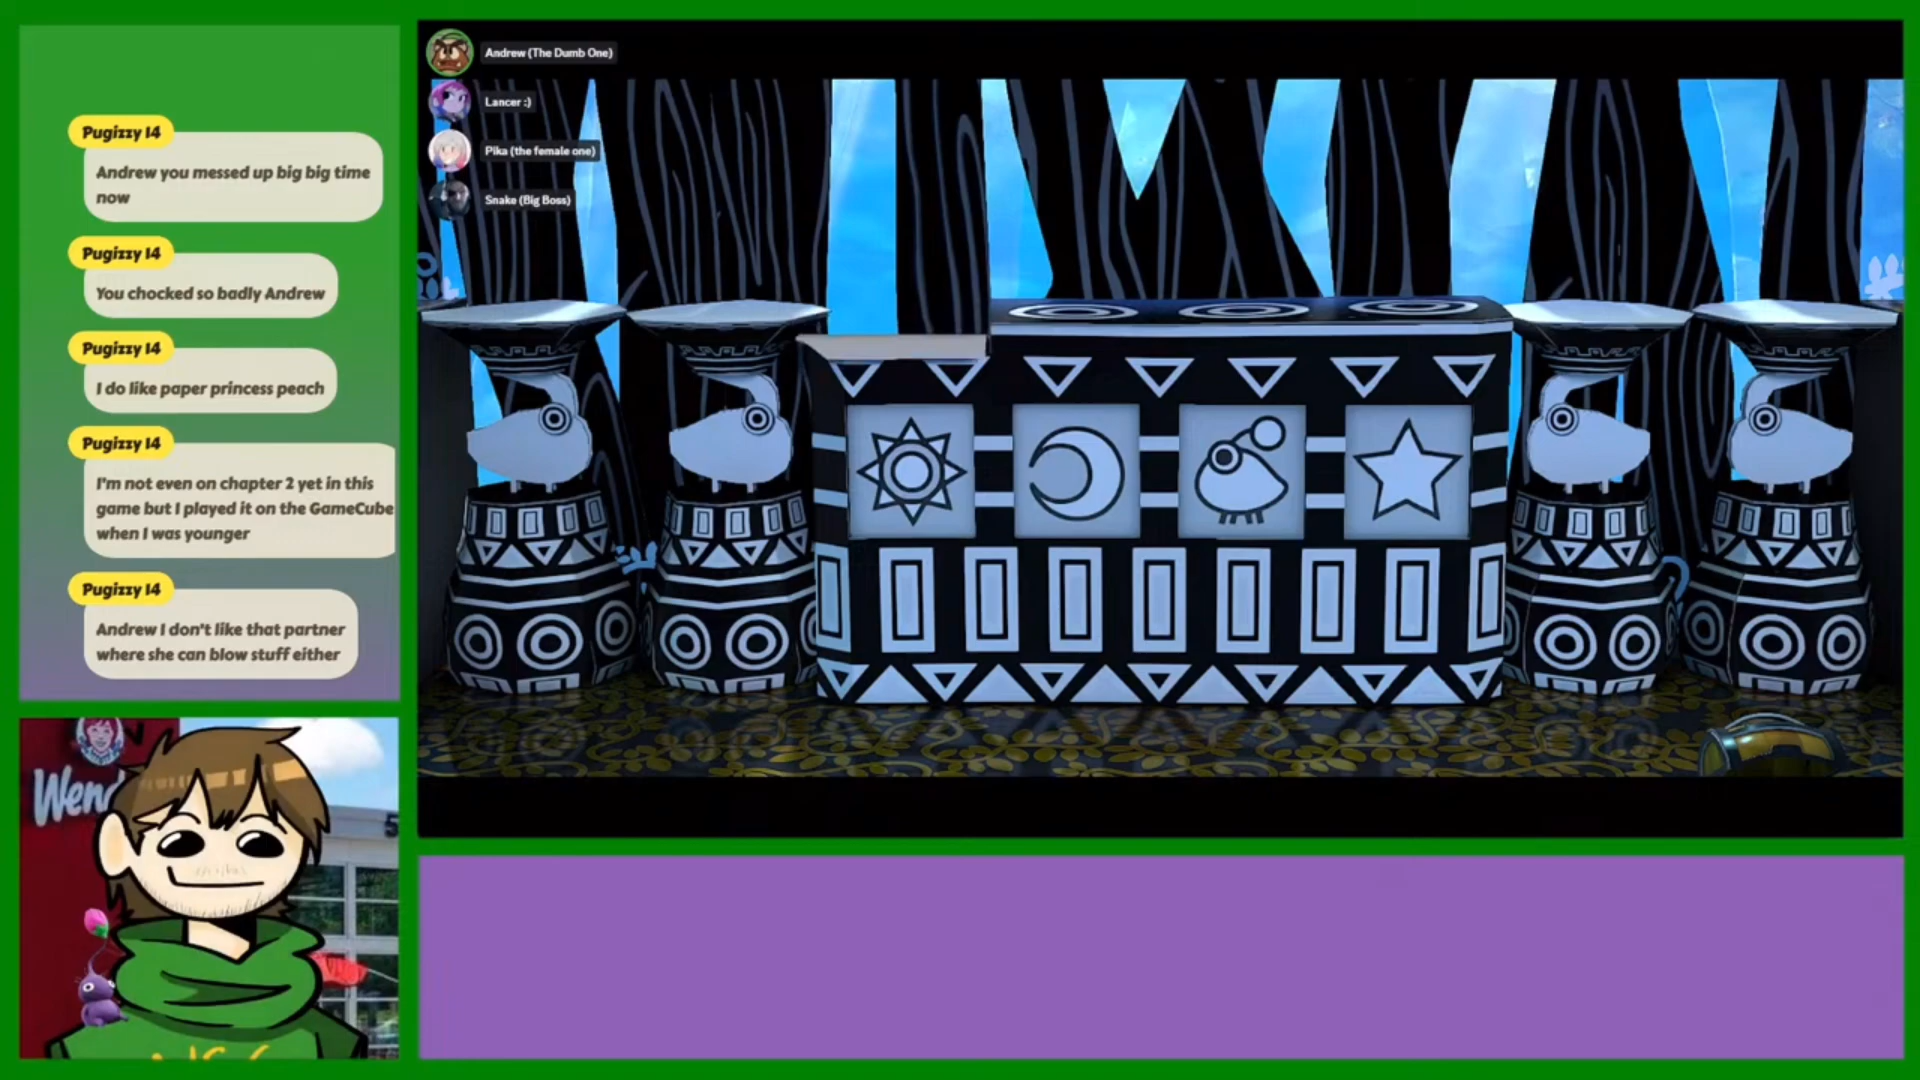 Pugizzy 14
Andrew you messed up big big time
now
Pugizzy 14
You chocked so badly Andrew
Pugizzy 14
I do like paper princess peach
Pugizzy 14
I'm not even on chapter 2 yet in this
game but I played it on the GameCube
when I was younger
Pugizzy 14
Andrew I don't like that partner
where she can blow stuff either
Andrew (The Dumb One)
Lancer :)
Pika (the female one)
Snake (Big Boss)
Wend
5